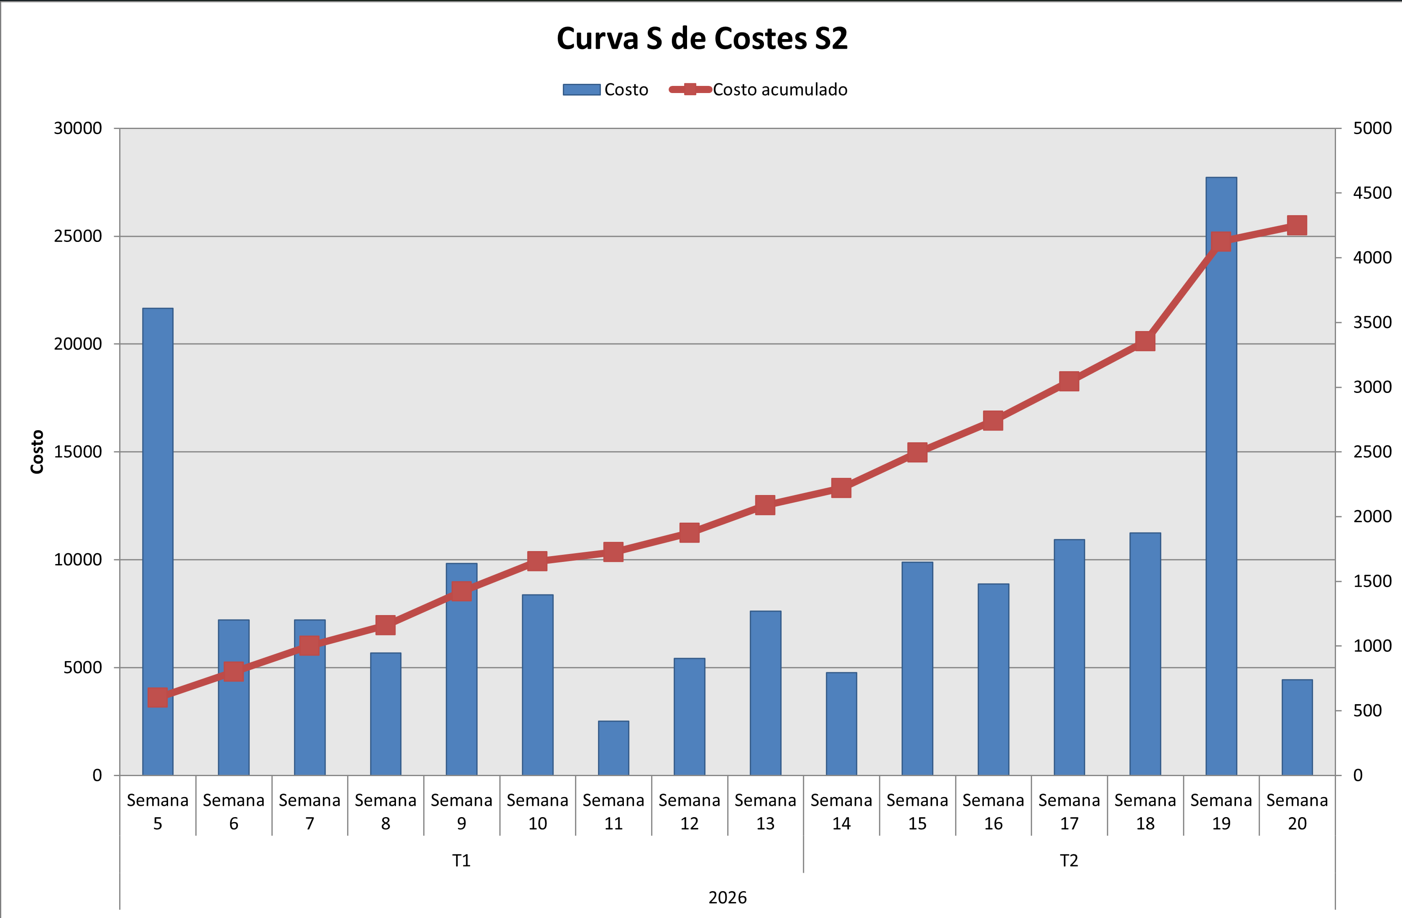 Curva S de Costes S2
Costo
Costo acumulado
30000
25000
20000
15000
10000
5000
0
Costo
5000
4500
4000
3500
3000
2500
2000
1500
1000
500
0
Semana 5
Semana 6
Semana 7
Semana 8
Semana 9
Semana 10
Semana 11
Semana 12
Semana 13
Semana 14
Semana 15
Semana 16
Semana 17
Semana 18
Semana 19
Semana 20
T1
T2
2026